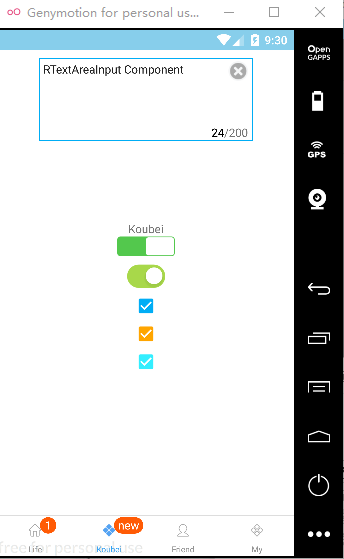 Genymotion for personal us...
Open
GAPPS
9:30
RTextAreaInput Component
24/200
GPS
Koubei
1
new
Life
Koubei
Friend
My
free for personal use